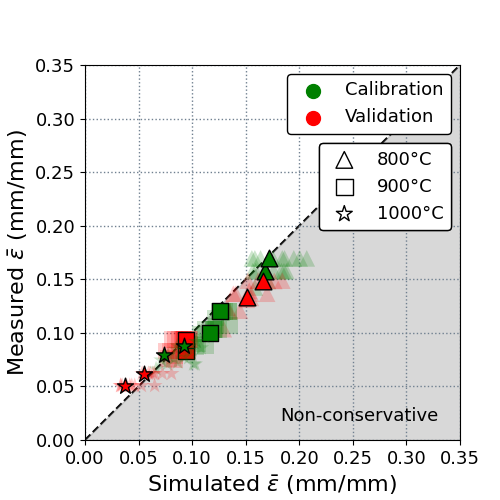 0.35
Calibration
Validation
0.30
800°C
0.25
900°C
1000°C
0.20
0.15
0.10
0.05
Non-conservative
0.00
0.00 0.05 0.10 0.15 0.20 0.25 0.30 0.35
Simulated ε̄ (mm/mm)
Measured ε̄ (mm/mm)